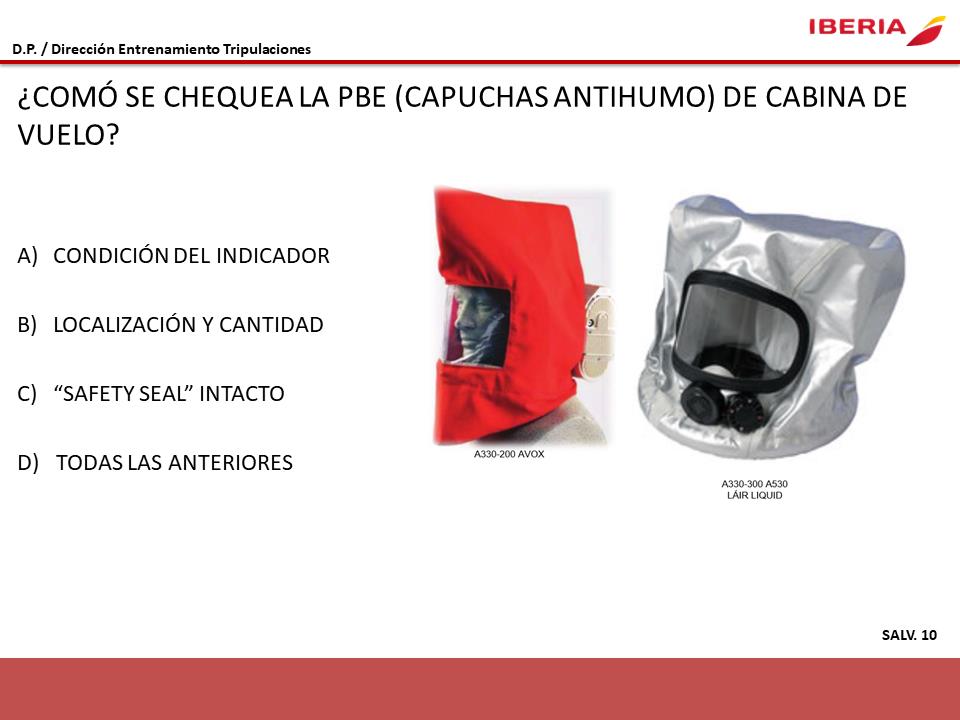 IBERIA
D.P. / Dirección Entrenamiento Tripulaciones
¿COMÓ SE CHEQUEA LA PBE (CAPUCHAS ANTIHUMO) DE CABINA DE
VUELO?
A) CONDICIÓN DEL INDICADOR
B) LOCALIZACIÓN Y CANTIDAD
C) “SAFETY SEAL” INTACTO
D) TODAS LAS ANTERIORES
A330-200 AVOX
A330-300 A530
LÁIR LIQUID
SALV. 10